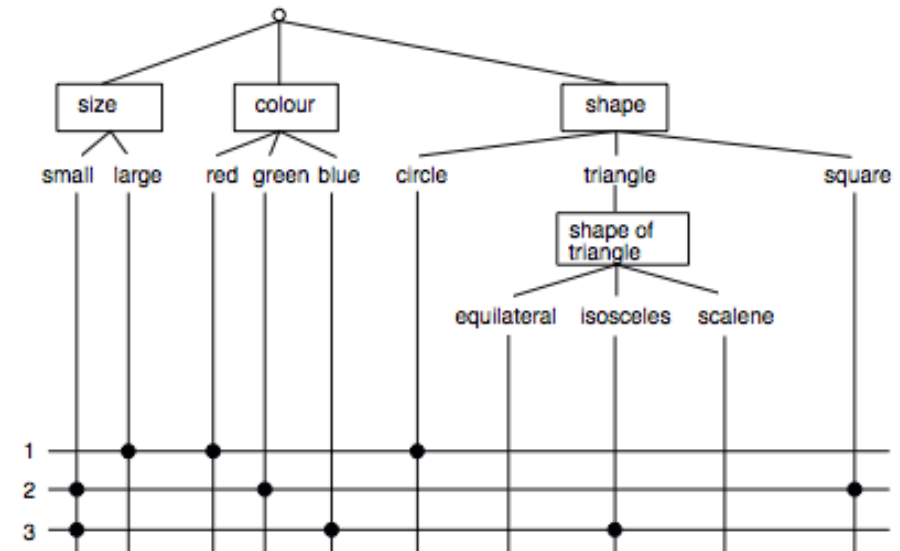 size colour shape
small large red green blue circle triangle square
shape of
triangle
equilateral isosceles scalene
1
2
3